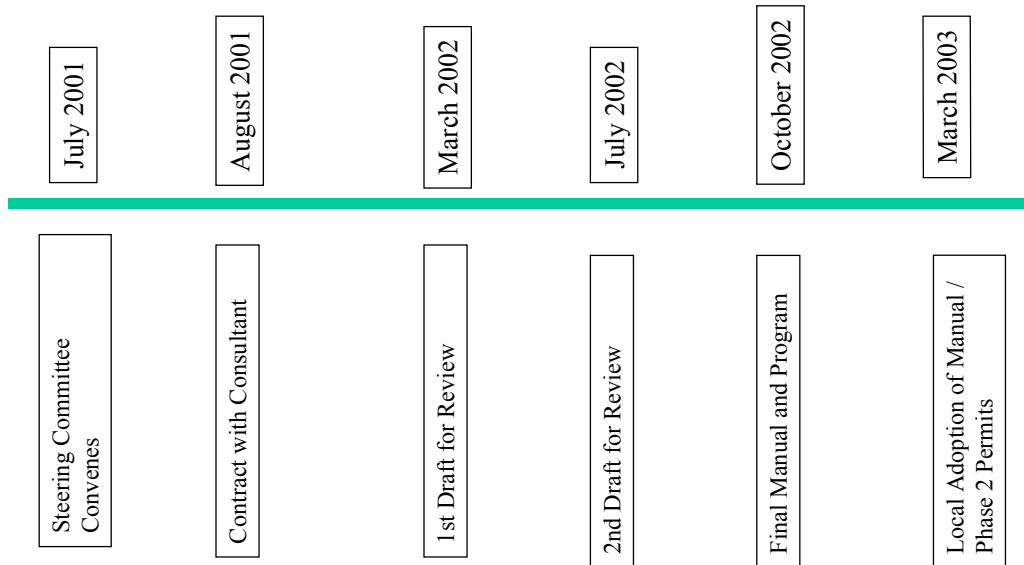 July 2001
August 2001
March 2002
July 2002
October 2002
March 2003
Steering Committee
Convenes
Contract with Consultant
1st Draft for Review
2nd Draft for Review
Final Manual and Program
Local Adoption of Manual /
Phase 2 Permits